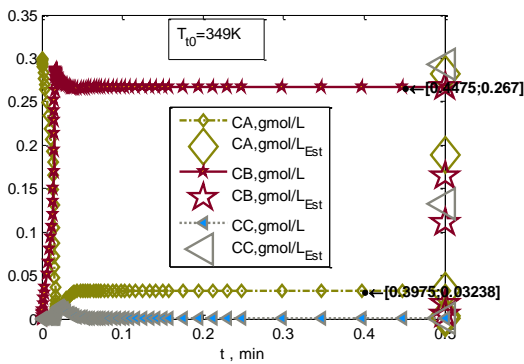 0.35
T_t0=349K
0.3
←[0.4475;0.267]
0.25
CA,gmol/L
0.2
CA,gmol/L_Est
CB,gmol/L
0.15
CB,gmol/L_Est
0.1
CC,gmol/L
CC,gmol/L_Est
0.05
←[0.3975;0.03238]
0
0 0.1 0.2 0.3 0.4 0.5
t , min